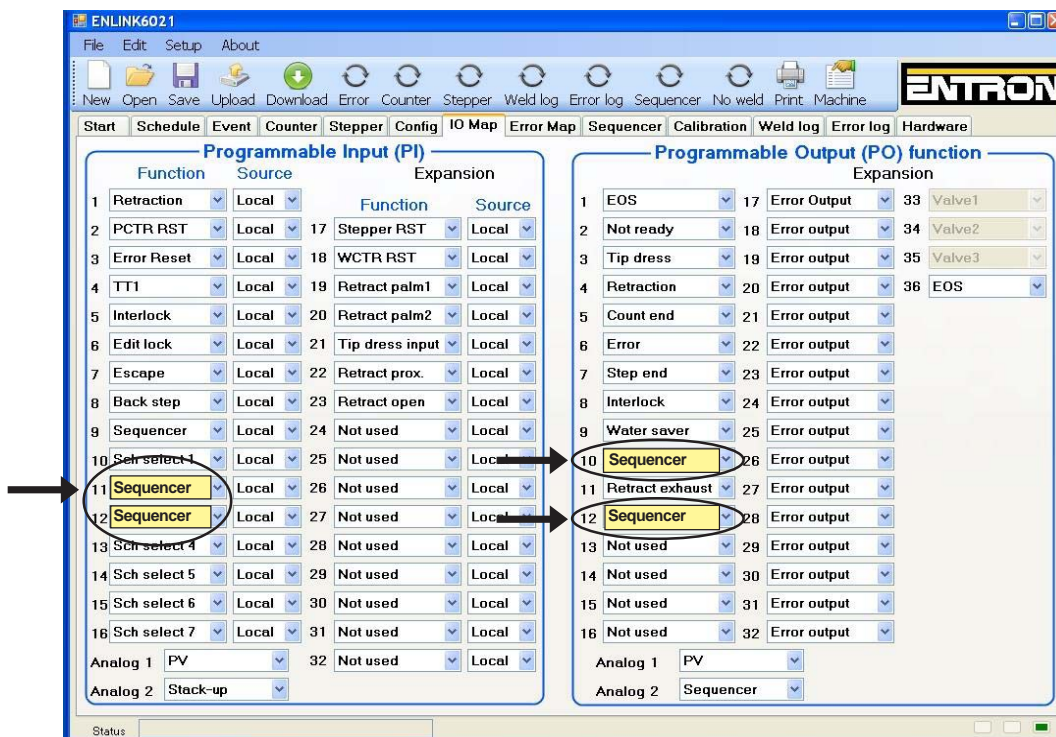 ENLINK6021
File Edit Setup About
New Open Save Upload Download Error Counter Stepper Weld log Error log Sequencer No weld Print Machine
ENTRON
Start Schedule Event Counter Stepper Config IO Map Error Map Sequencer Calibration Weld log Error log Hardware
Programmable Input (PI)
Function Source Expansion
Function Source
1 Retraction Local
2 PCTR RST Local 17 Stepper RST Local
3 Error Reset Local 18 WCTR RST Local
4 TT1 Local 19 Retract palm1 Local
5 Interlock Local 20 Retract palm2 Local
6 Edit lock Local 21 Tip dress input Local
7 Escape Local 22 Retract prox. Local
8 Back step Local 23 Retract open Local
9 Sequencer Local 24 Not used Local
10 Sch select 1 Local 25 Not used Local
11 Sequencer Local 26 Not used Local
12 Sequencer Local 27 Not used Local
13 Sch select 4 Local 28 Not used Local
14 Sch select 5 Local 29 Not used Local
15 Sch select 6 Local 30 Not used Local
16 Sch select 7 Local 31 Not used Local
Analog 1 PV 32 Not used Local
Analog 2 Stack-up
Programmable Output (PO) function
Expansion
1 EOS 17 Error Output 33 Valve1
2 Not ready 18 Error output 34 Valve2
3 Tip dress 19 Error output 35 Valve3
4 Retraction 20 Error output 36 EOS
5 Count end 21 Error output
6 Error 22 Error output
7 Step end 23 Error output
8 Interlock 24 Error output
9 Water saver 25 Error output
10 Sequencer 26 Error output
11 Retract exhaust 27 Error output
12 Sequencer 28 Error output
13 Not used 29 Error output
14 Not used 30 Error output
15 Not used 31 Error output
16 Not used 32 Error output
Analog 1 PV
Analog 2 Sequencer
Status